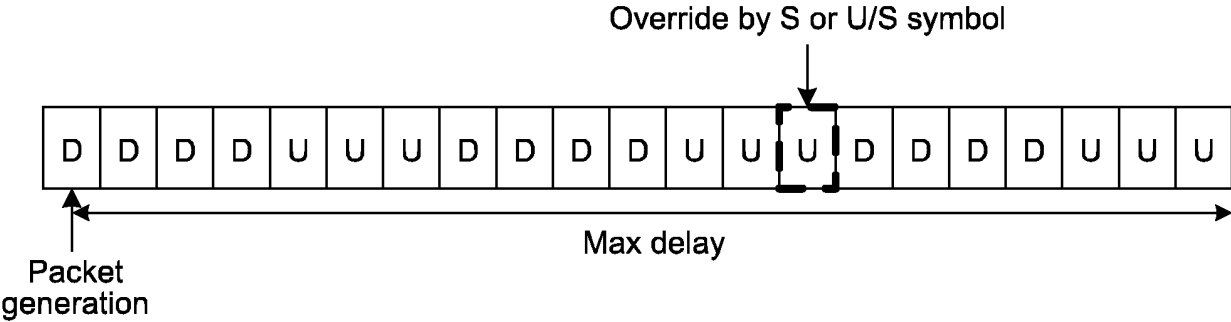 Override by S or U/S symbol
D D D D U U U D D D D U U U D D D D U U U
Max delay
Packet
generation